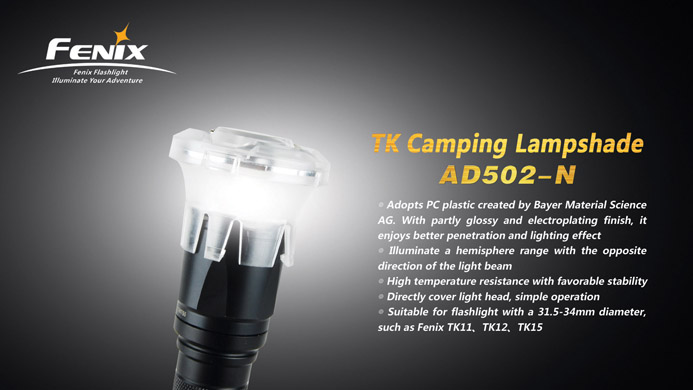 FENIX
Fenix Flashlight
Illuminate Your Adventure
TK Camping Lampshade
AD502-N
Adopts PC plastic created by Bayer Material Science
AG. With partly glossy and electroplating finish, it
enjoys better penetration and lighting effect
Illuminate a hemisphere range with the opposite
direction of the light beam
High temperature resistance with favorable stability
Directly cover light head, simple operation
Suitable for flashlight with a 31.5-34mm diameter,
such as Fenix TK11、TK12、TK15